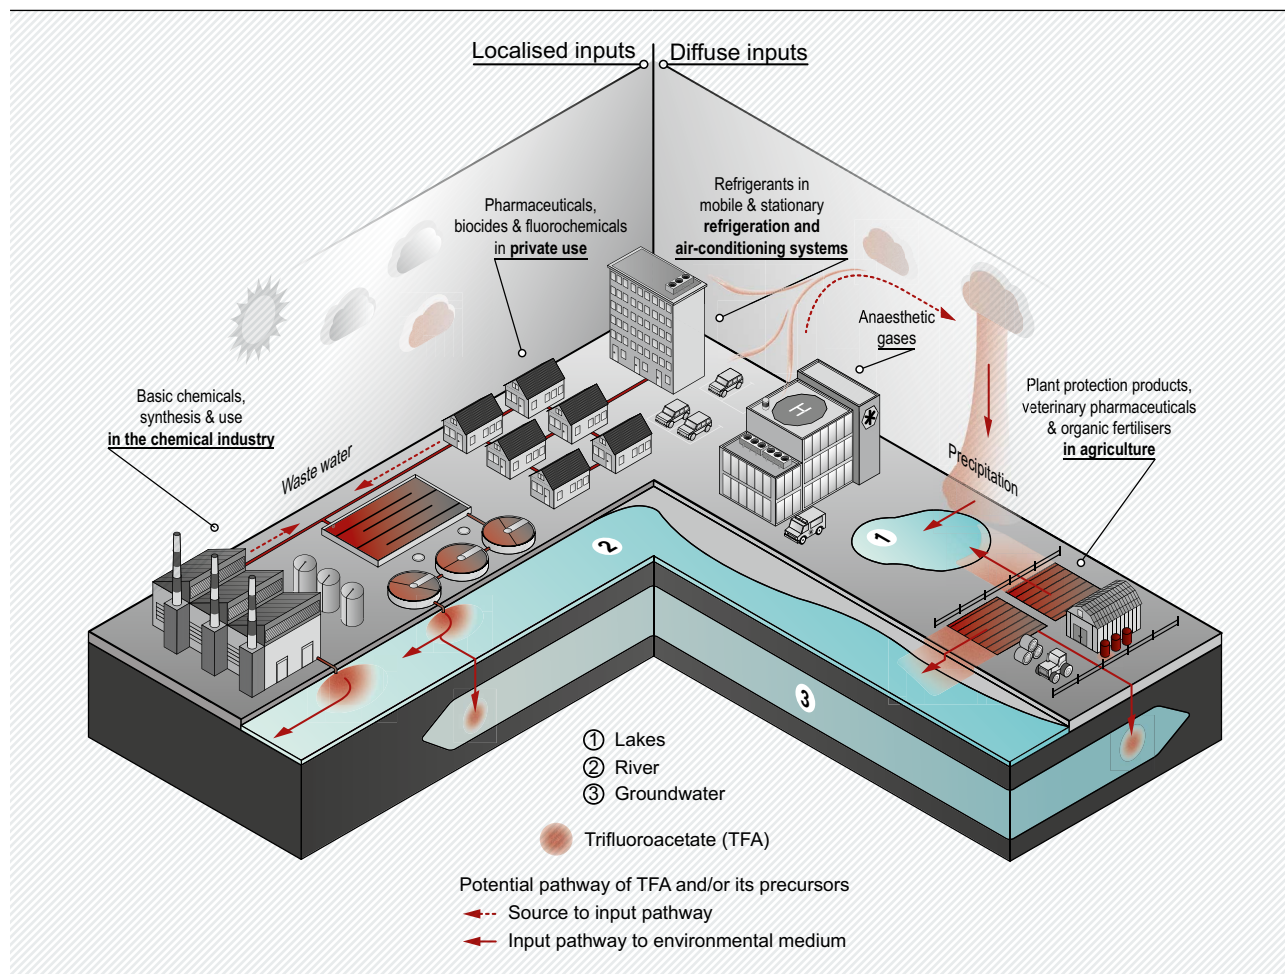 Localised inputs
Diffuse inputs
Pharmaceuticals,
biocides & fluorochemicals
in private use
Refrigerants in
mobile & stationary
refrigeration and
air-conditioning systems
Anaesthetic
gases
Basic chemicals,
synthesis & use
in the chemical industry
Plant protection products,
veterinary pharmaceuticals
& organic fertilisers
in agriculture
Waste water
Precipitation
H
1
2
3
1 Lakes
2 River
3 Groundwater
Trifluoroacetate (TFA)
Potential pathway of TFA and/or its precursors
Source to input pathway
Input pathway to environmental medium